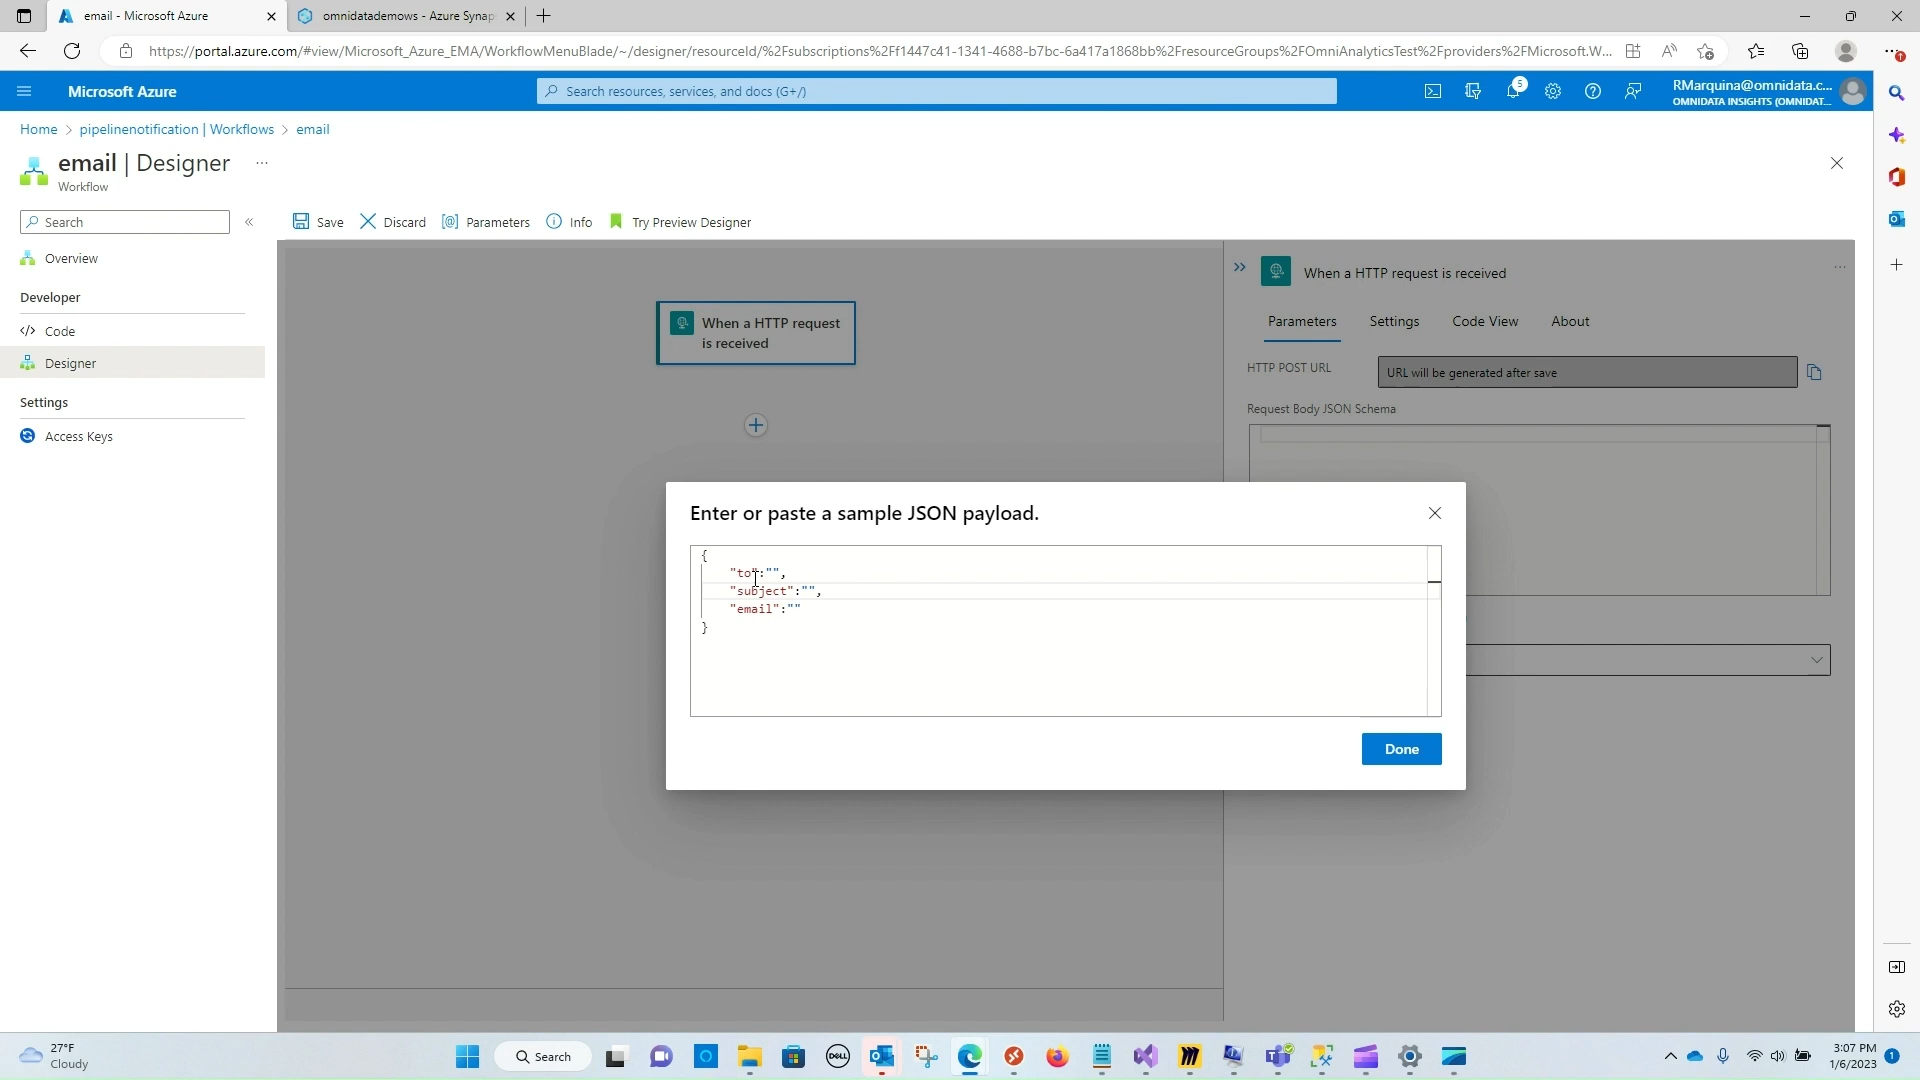 email - Microsoft Azure
omnidatademows - Azure Synap
https://portal.azure.com/#view/Microsoft_Azure_EMA/WorkflowMenuBlade/~/designer/resourceId/%2Fsubscriptions%2Ff1447c41-1341-4688-b7bc-6a417a1868bb%2FresourceGroups%2FOmniAnalyticsTest%2Fproviders%2FMicrosoft.W...
Microsoft Azure
Search resources, services, and docs (G+/)
5
RMarquina@omnidata.c...
OMNIDATA INSIGHTS (OMNIDAT...
Home > pipelinenotification | Workflows > email
email | Designer ...
Workflow
Search
Save
Discard
Parameters
Info
Try Preview Designer
Overview
Developer
Code
Designer
Settings
Access Keys
When a HTTP request
is received
When a HTTP request is received
Parameters
Settings
Code View
About
HTTP POST URL
URL will be generated after save
Request Body JSON Schema
Enter or paste a sample JSON payload.
{
"to":"",
"subject":"",
"email":""
}
Done
27°F
Cloudy
Search
DELL
3:07 PM
1/6/2023
1